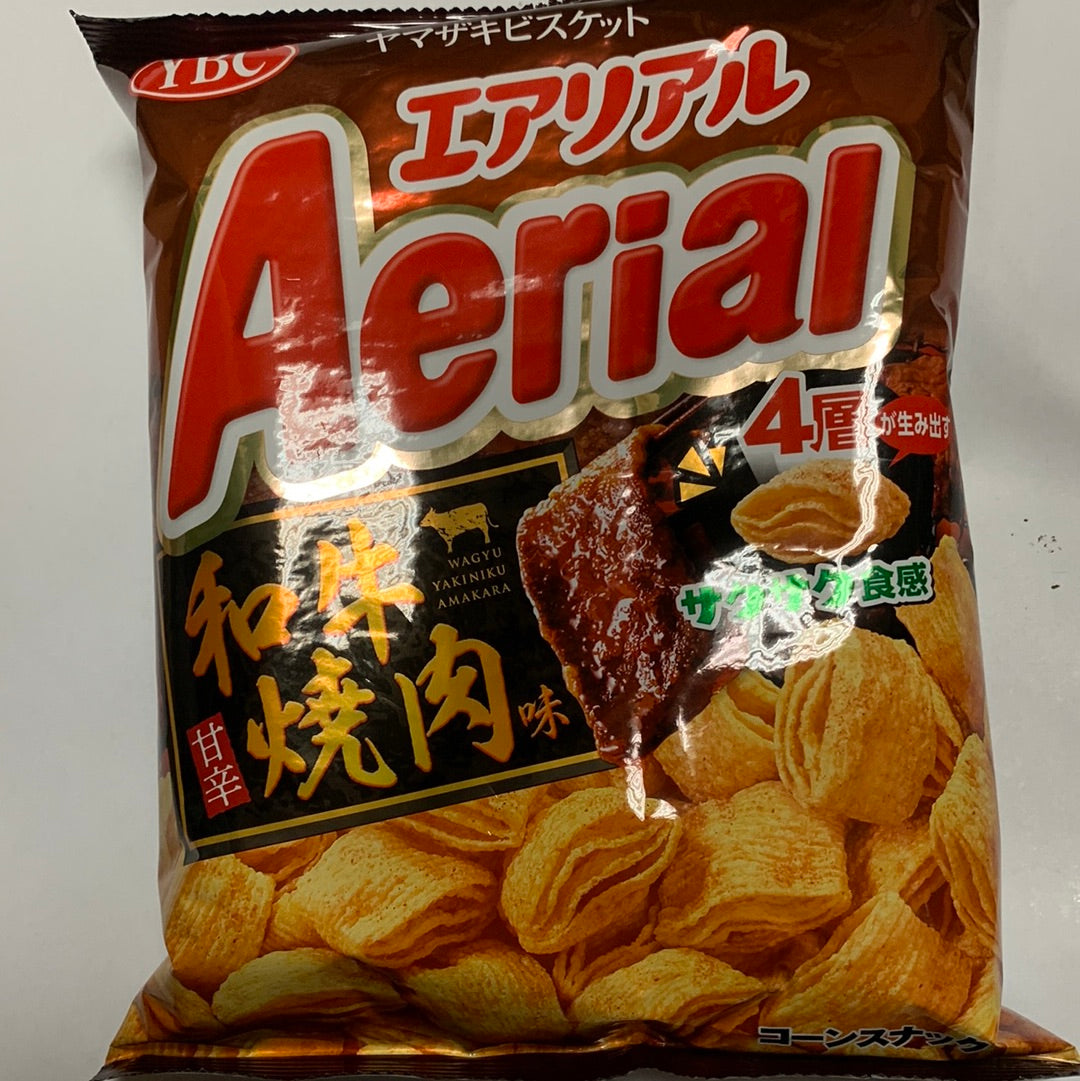 ヤマザキビスケット
YBC
エアリアル
Aerial
4層
が生み出す
サクサク食感
WAGYU
YAKINIKU
AMAKARA
和牛
焼肉味
甘辛
コーンスナック